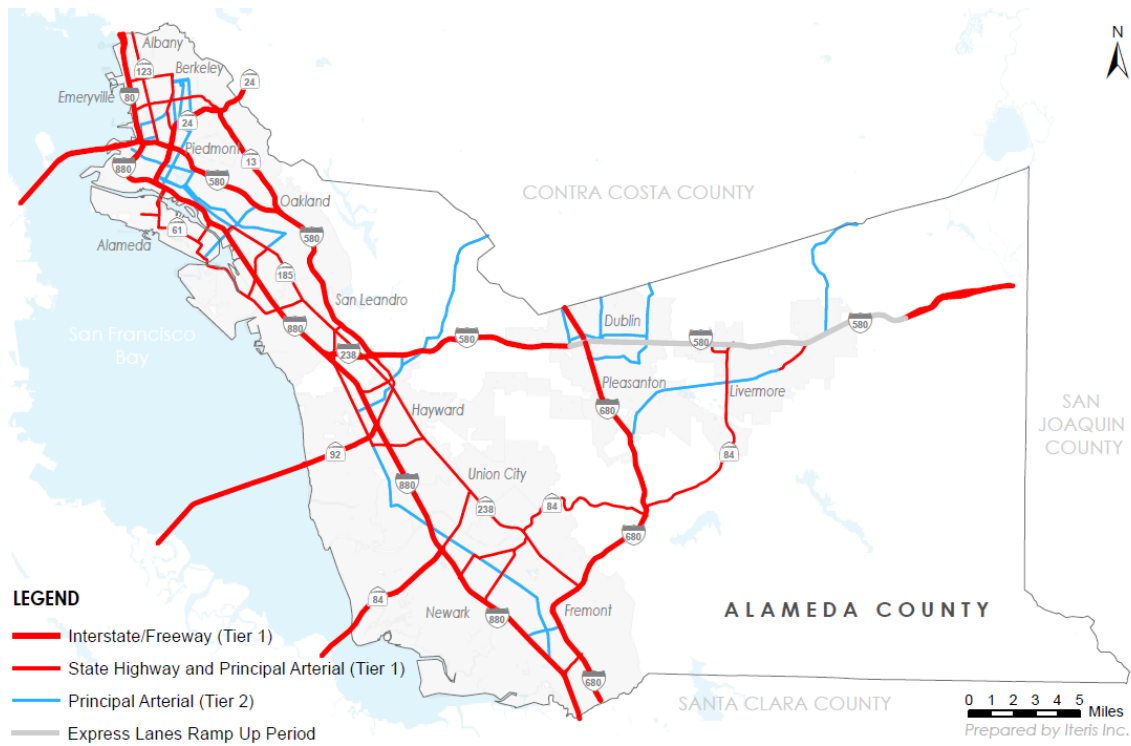 N
Albany
123
Berkeley
24
Emeryville
80
24
Piedmont
880
13
580
CONTRA COSTA COUNTY
Oakland
61
580
Alameda
185
San Leandro
San Francisco
Bay
880
238
580
Dublin
580
580
Pleasanton
Livermore
680
Hayward
SAN
JOAQUIN
COUNTY
92
84
Union City
880
238
84
680
LEGEND
84
Newark
880
Fremont
ALAMEDA COUNTY
Interstate/Freeway (Tier 1)
State Highway and Principal Arterial (Tier 1)
680
Principal Arterial (Tier 2)
SANTA CLARA COUNTY
0 1 2 3 4 5
Miles
Express Lanes Ramp Up Period
Prepared by Iteris Inc.